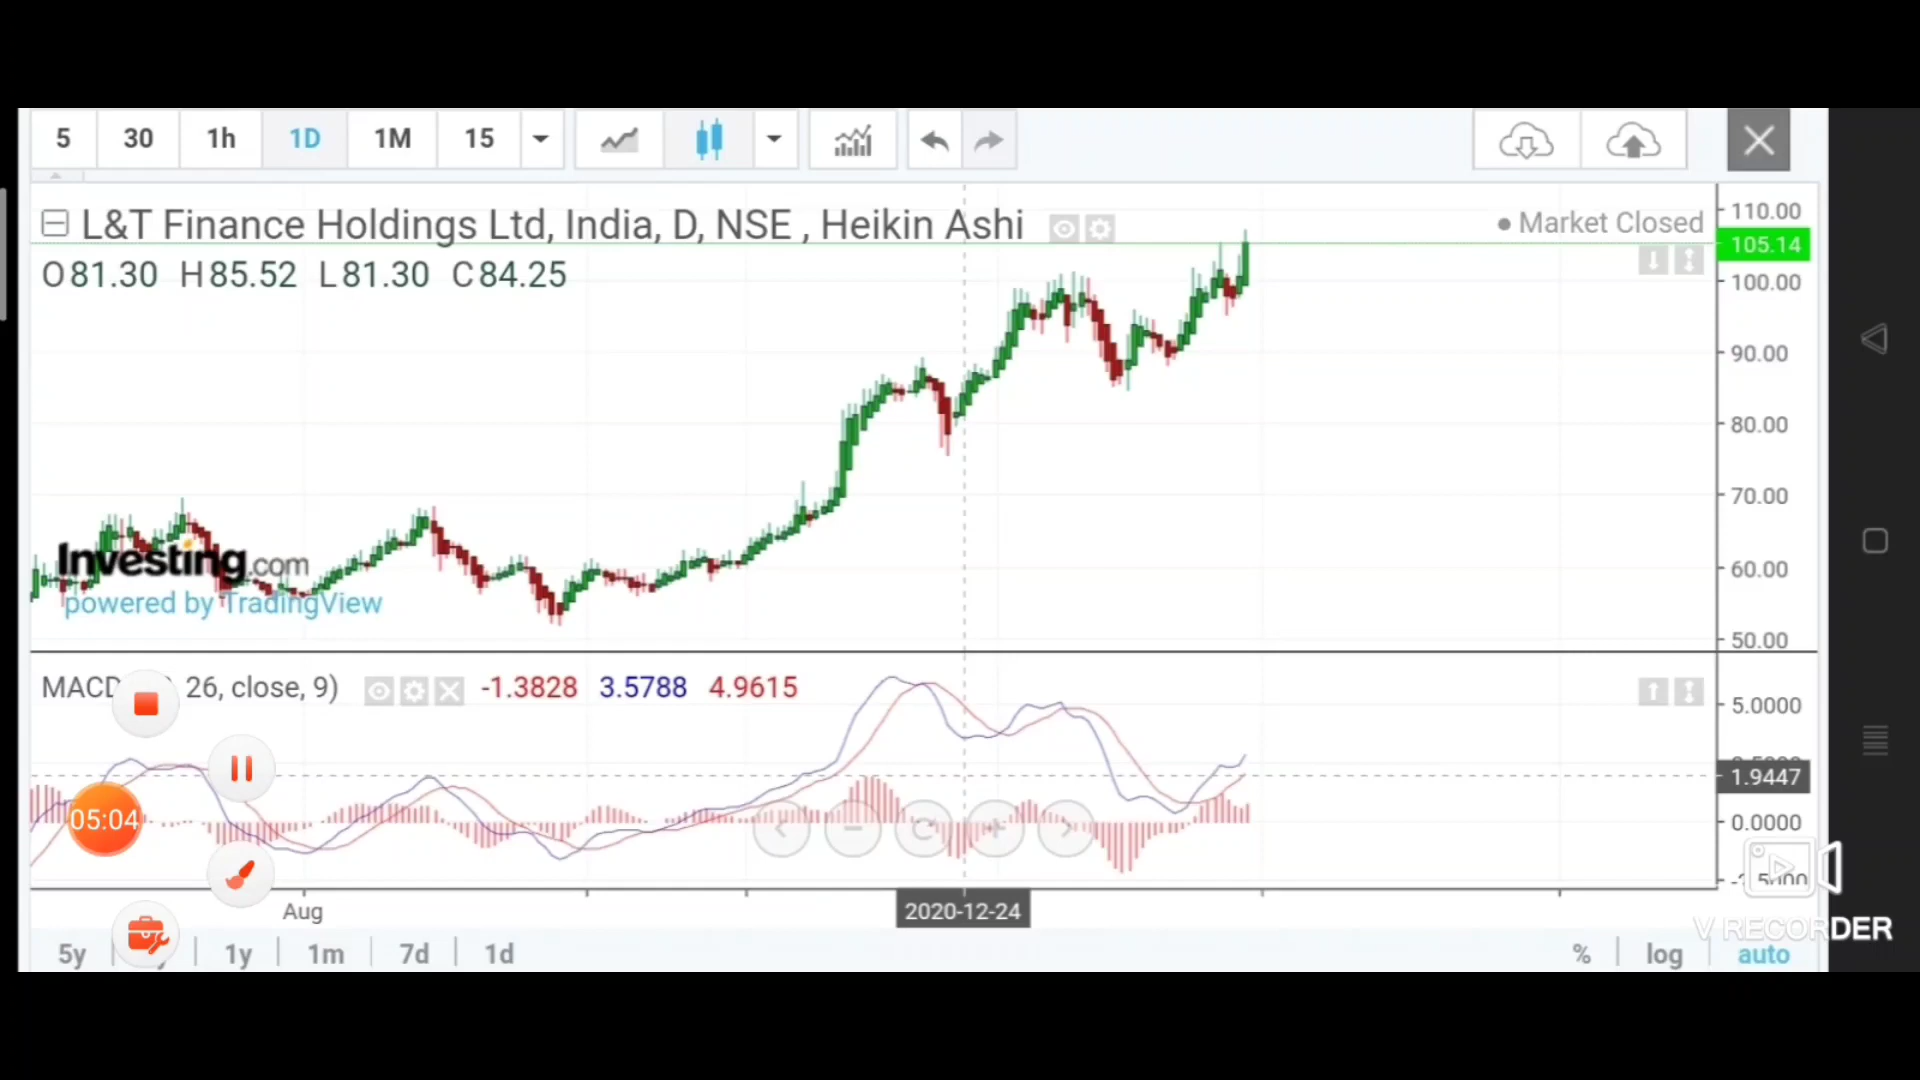 5 30 1h 1D 1M 15
L&T Finance Holdings Ltd, India, D, NSE , Heikin Ashi
Market Closed
O 81.30 H 85.52 L 81.30 C 84.25
110.00
105.14
100.00
90.00
80.00
70.00
60.00
50.00
Investing.com
powered by TradingView
MACD 26, close, 9) -1.3828 3.5788 4.9615
5.0000
1.9447
0.0000
05:04
Aug
2020-12-24
V RECORDER
5y 1y 1m 7d 1d
% log auto